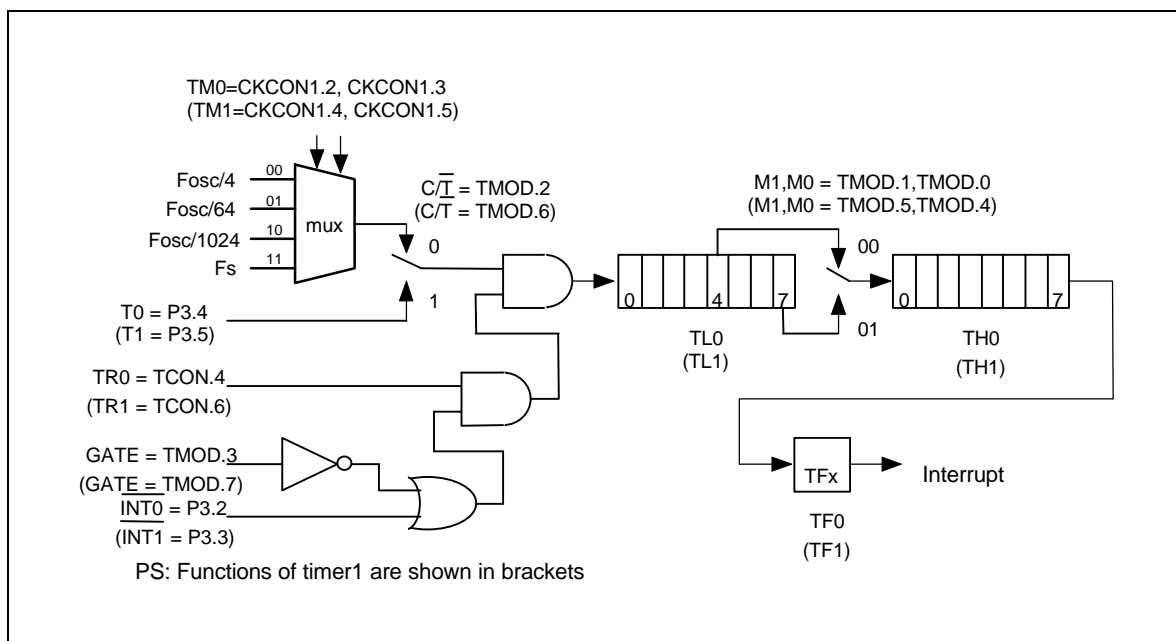 TM0=CKCON1.2, CKCON1.3
(TM1=CKCON1.4, CKCON1.5)
Fosc/4
00
Fosc/64
01
Fosc/1024
10
Fs
11
mux
C/T̅ = TMOD.2
(C/T̅ = TMOD.6)
0
1
T0 = P3.4
(T1 = P3.5)
M1,M0 = TMOD.1,TMOD.0
(M1,M0 = TMOD.5,TMOD.4)
00
01
0
4
7
TL0
(TL1)
0
7
TH0
(TH1)
TR0 = TCON.4
(TR1 = TCON.6)
GATE = TMOD.3
(GATE = TMOD.7)
I̅N̅T̅0̅ = P3.2
(I̅N̅T̅1̅ = P3.3)
TFx
Interrupt
TF0
(TF1)
PS: Functions of timer1 are shown in brackets